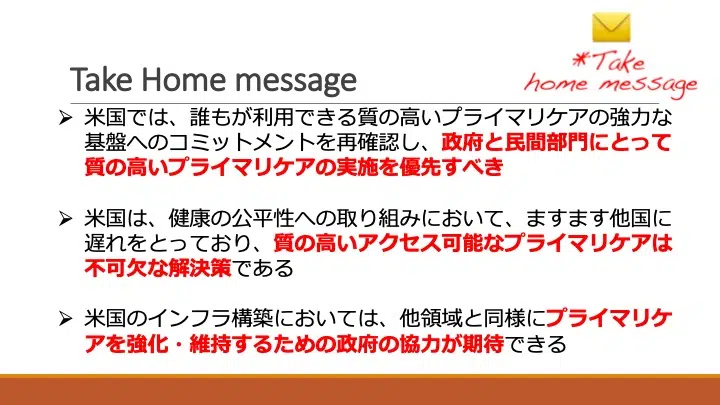 *Take
home message
Take Home message
➢ 米国では、誰もが利用できる質の高いプライマリケアの強力な
基盤へのコミットメントを再確認し、政府と民間部門にとって
質の高いプライマリケアの実施を優先すべき
➢ 米国は、健康の公平性への取り組みにおいて、ますます他国に
遅れをとっており、質の高いアクセス可能なプライマリケアは
不可欠な解決策である
➢ 米国のインフラ構築においては、他領域と同様にプライマリケ
アを強化・維持するための政府の協力が期待できる